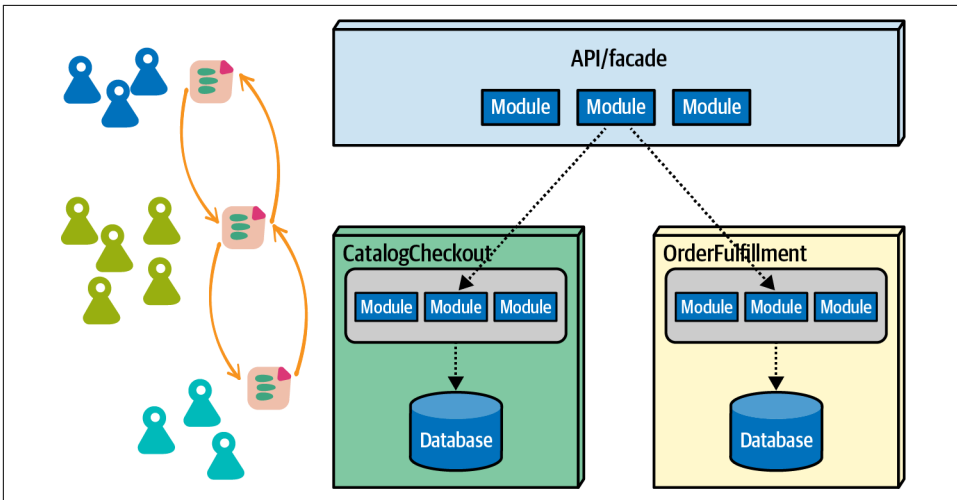 API/facade
Module Module Module
CatalogCheckout
Module Module Module
Database
OrderFulfillment
Module Module Module
Database